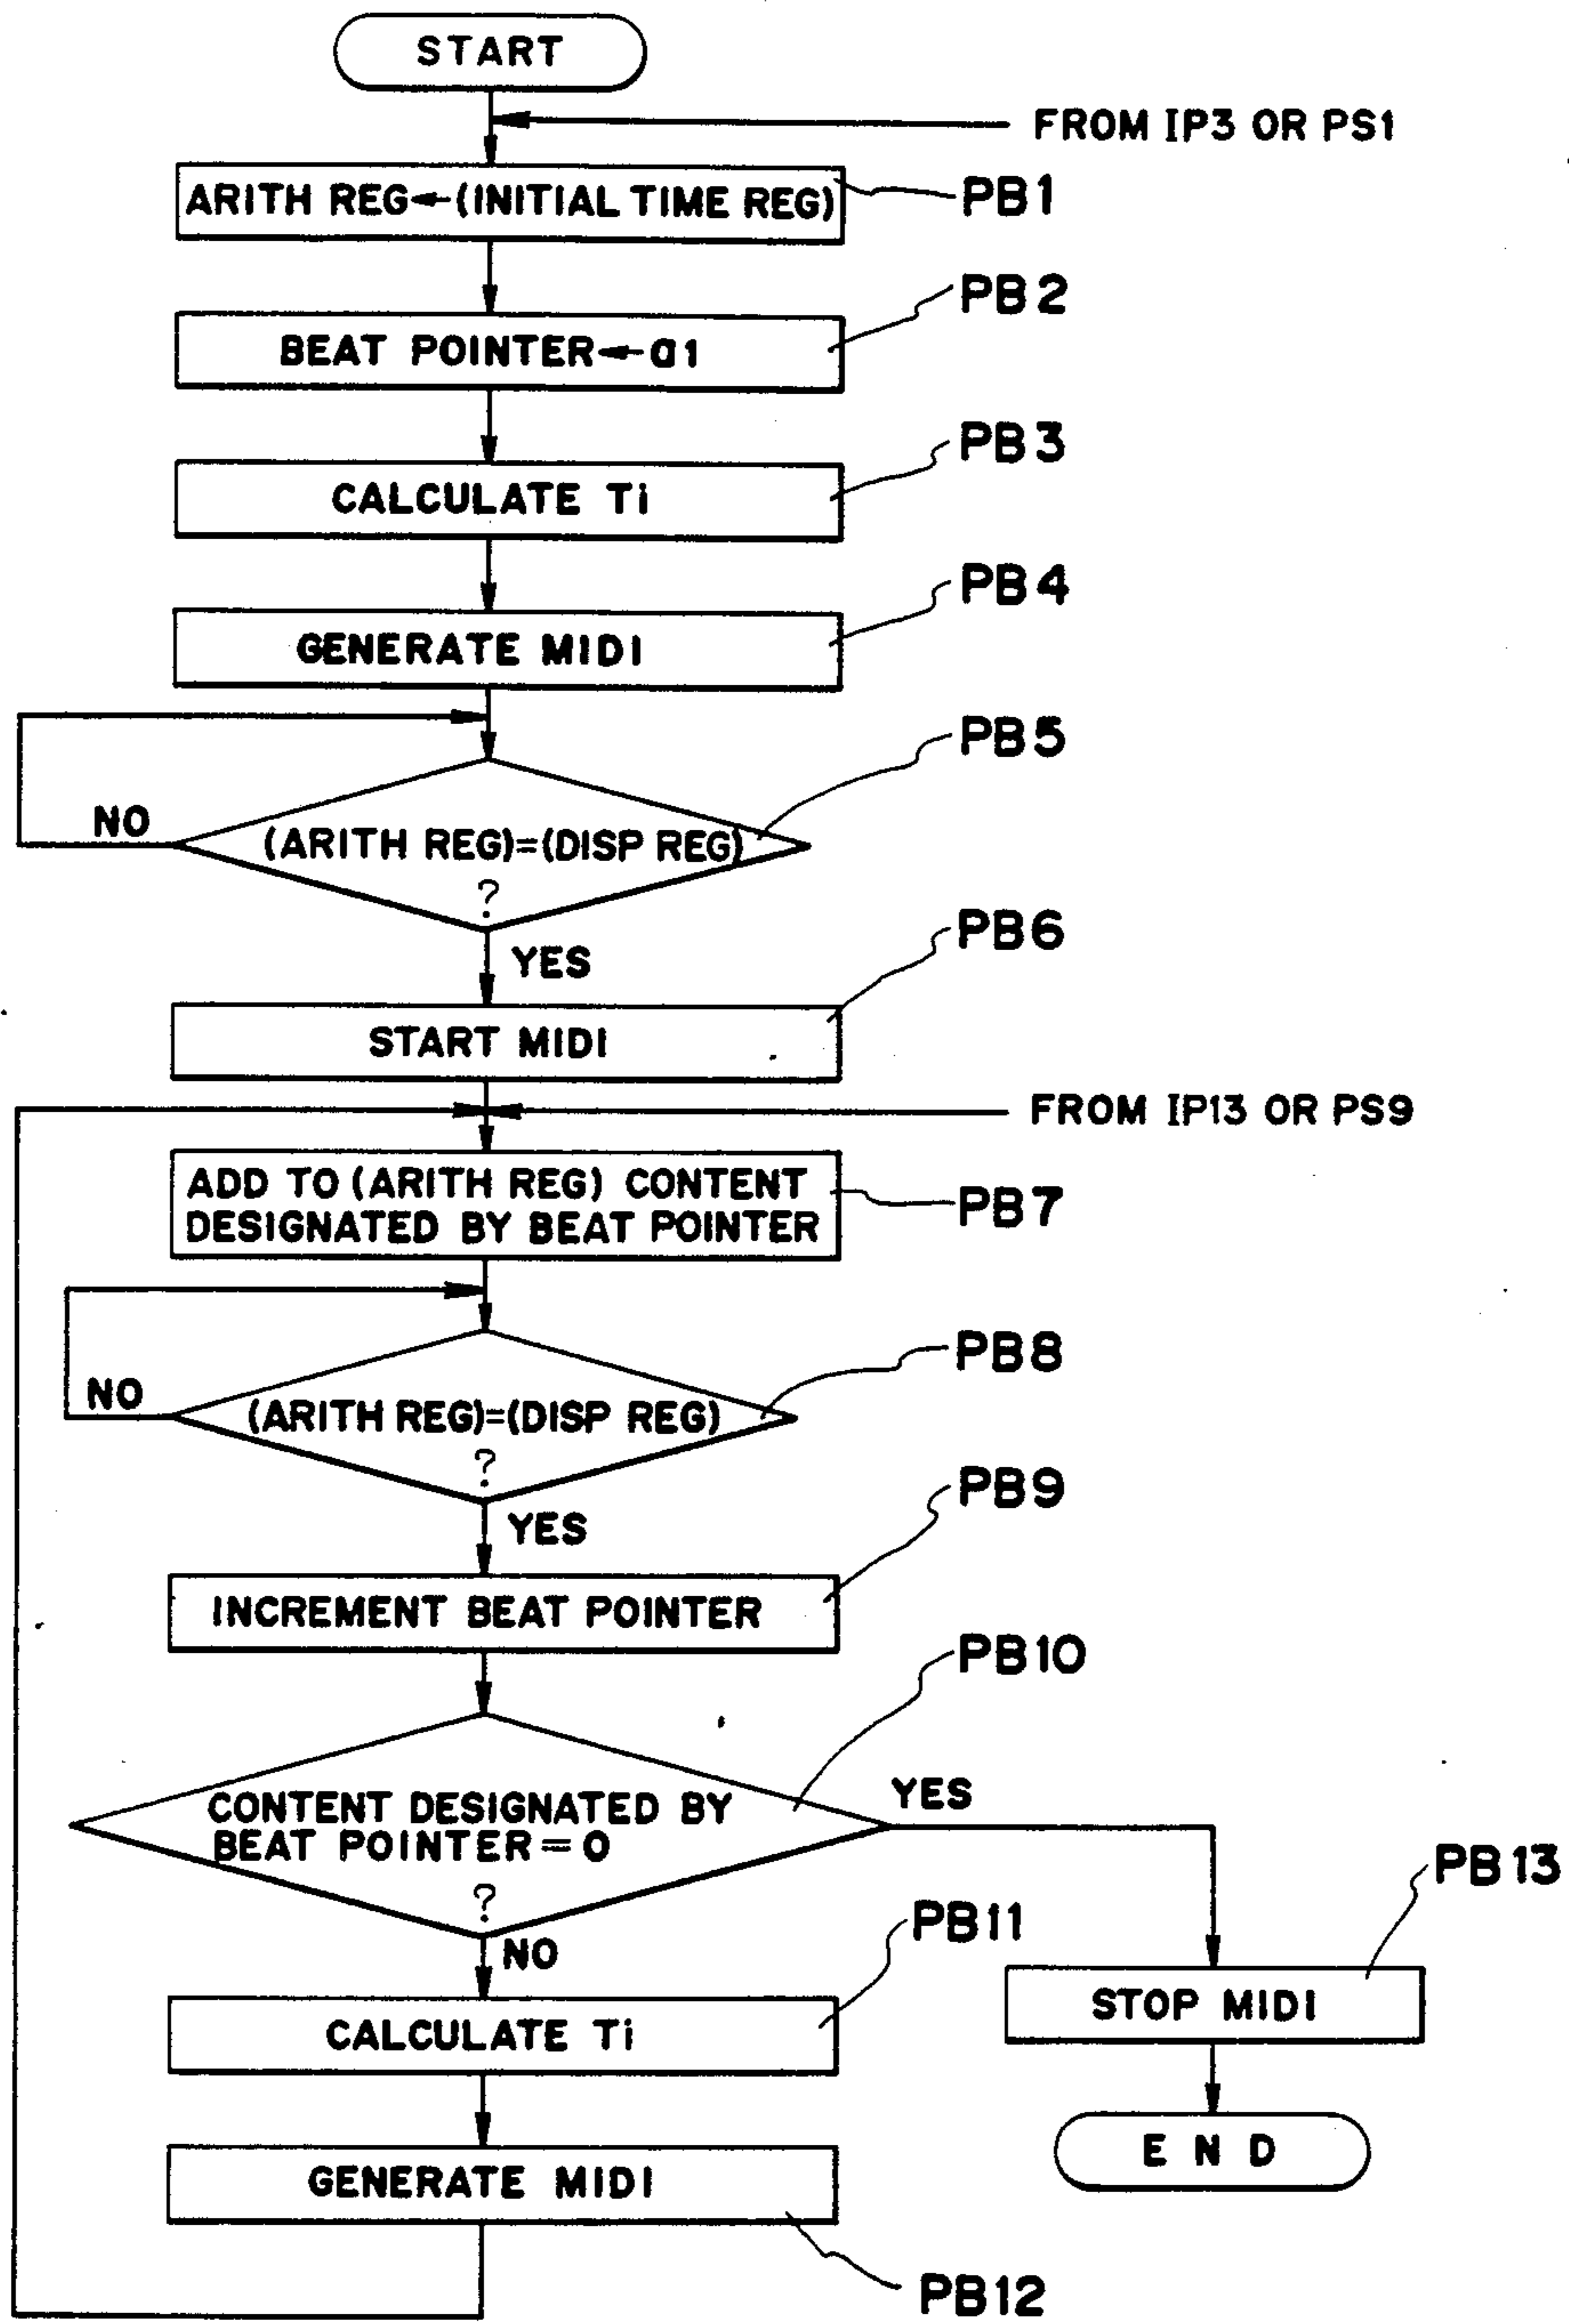 START
FROM IP3 OR PS1
ARITH REG←(INITIAL TIME REG)
PB1
PB2
BEAT POINTER←a1
PB3
CALCULATE Ti
PB4
GENERATE MIDI
PB5
NO
(ARITH REG)=(DISP REG)
?
PB6
YES
START MIDI
FROM IP13 OR PS9
ADD TO (ARITH REG) CONTENT
DESIGNATED BY BEAT POINTER
PB7
PB8
NO
(ARITH REG)=(DISP REG)
?
PB9
YES
INCREMENT BEAT POINTER
PB10
YES
CONTENT DESIGNATED BY
BEAT POINTER=0
?
PB13
PB11
NO
STOP MIDI
CALCULATE Ti
END
GENERATE MIDI
PB12